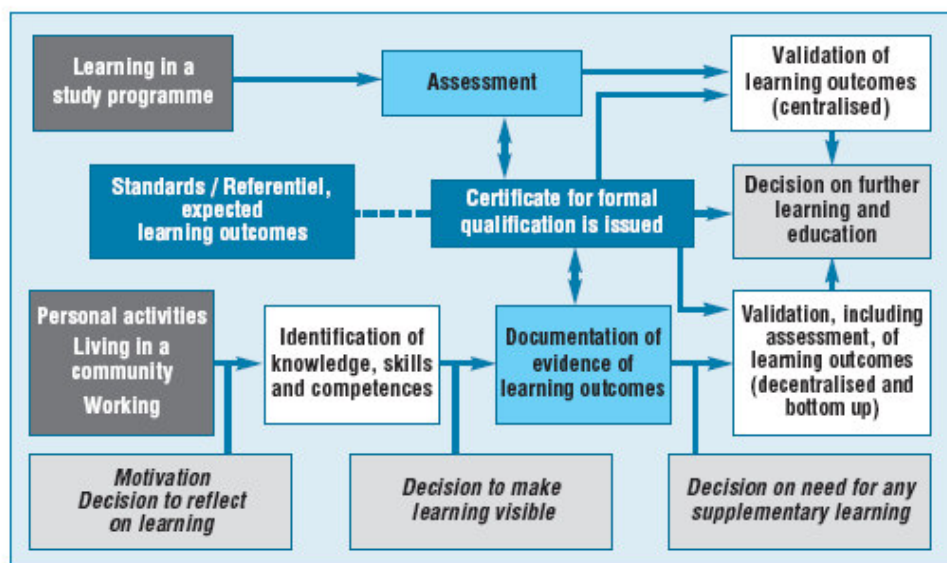 Learning in a
study programme
Assessment
Validation of
learning outcomes
(centralised)
Standards / Referentiel,
expected
learning outcomes
Certificate for formal
qualification is issued
Decision on further
learning and
education
Personal activities
Living in a
community
Working
Identification of
knowledge, skills
and competences
Documentation of
evidence of
learning outcomes
Validation, including
assessment, of
learning outcomes
(decentralised and
bottom up)
Motivation
Decision to reflect
on learning
Decision to make
learning visible
Decision on need for any
supplementary learning